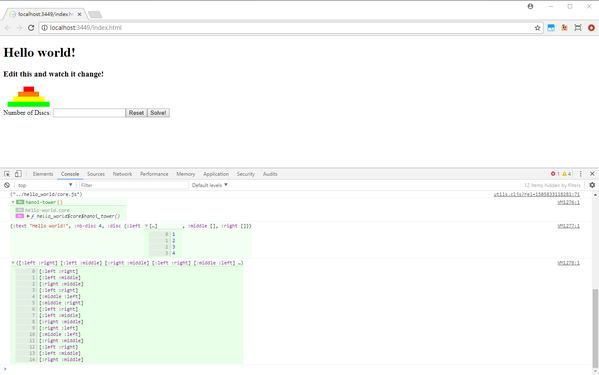 localhost:3449/index.ht
localhost:3449/index.html
Hello world!
Edit this and watch it change!
Number of Discs: Reset Solve!
Elements Console Sources Network Performance Memory Application Security Audits 1 4
top Filter Default levels 12 items hidden by filters
("../hello_world/core.js")
hanoi-tower[] VM1276:1
hello-world.core
ƒ hello_world$core$hanoi_tower()
{:text "Hello world!", :nb-disc 4, :disc {:left […] , :middle [], :right []}} VM1277:1
0 1
1 2
2 3
3 4
([:left :right] [:left :middle] [:right :middle] [:left :right] [:middle :left] …) VM1278:1
0 [:left :right]
1 [:left :middle]
2 [:right :middle]
3 [:left :right]
4 [:middle :left]
5 [:middle :right]
6 [:left :right]
7 [:left :middle]
8 [:right :middle]
9 [:right :left]
10 [:middle :left]
11 [:right :middle]
12 [:left :right]
13 [:left :middle]
14 [:right :middle]